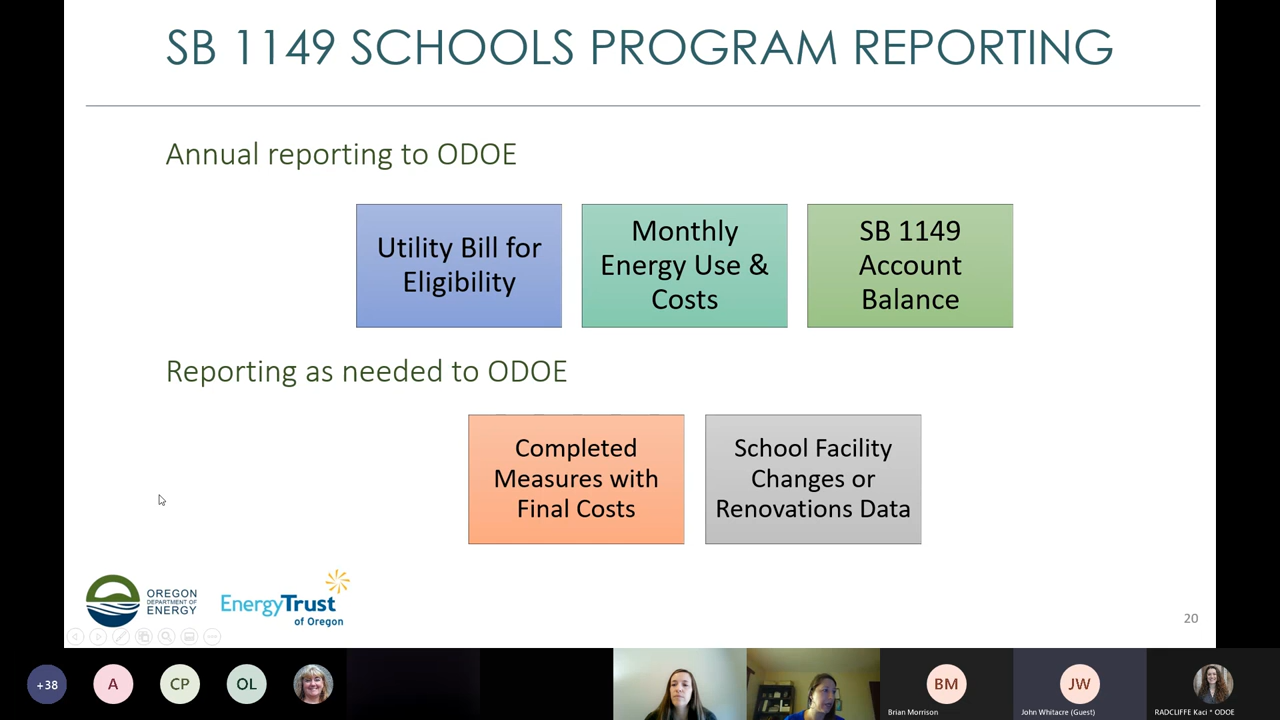 SB 1149 SCHOOLS PROGRAM REPORTING
Annual reporting to ODOE
Utility Bill for
Eligibility
Monthly
Energy Use &
Costs
SB 1149
Account
Balance
Reporting as needed to ODOE
Completed
Measures with
Final Costs
School Facility
Changes or
Renovations Data
OREGON
DEPARTMENT OF
ENERGY
EnergyTrust
of Oregon
20
+38
A
CP
OL
BM
Brian Morrison
JW
John Whitacre (Guest)
RADCLIFFE Kaci * ODOE